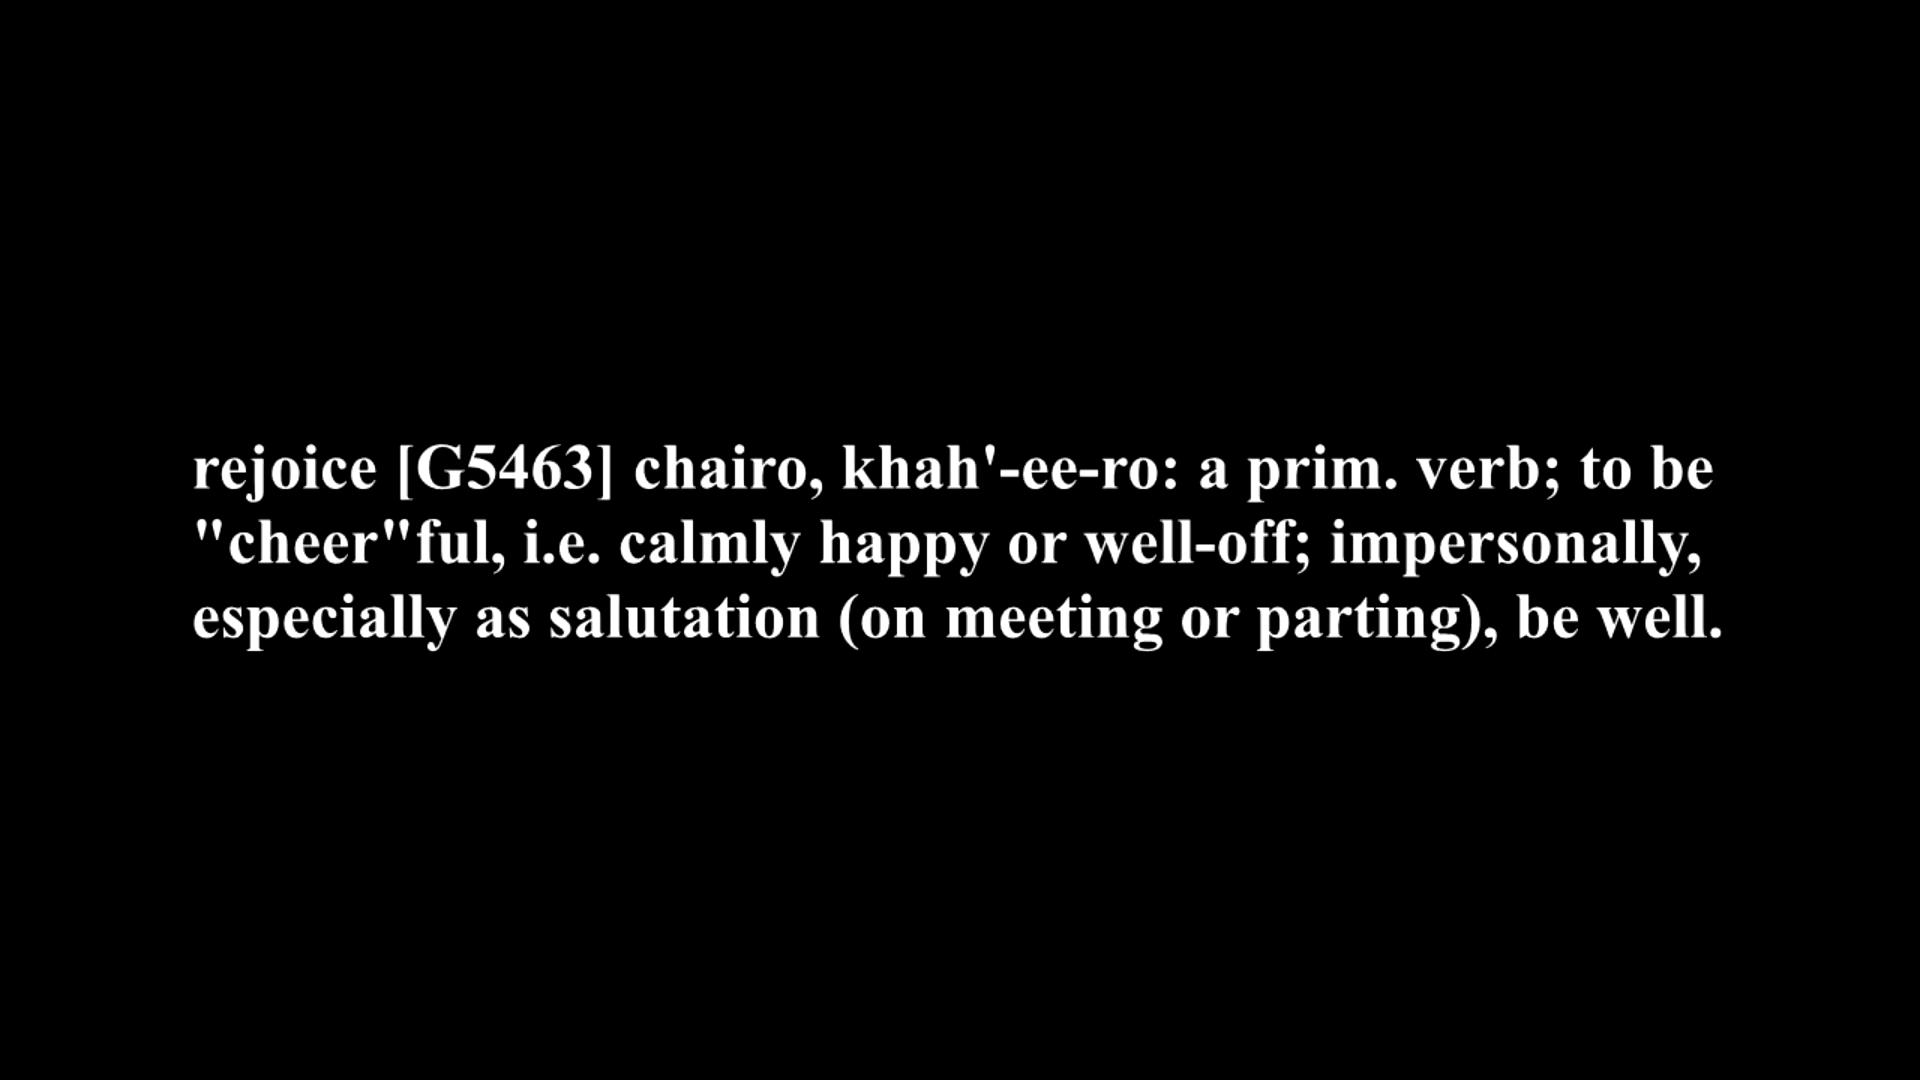 rejoice [G5463] chairo, khah'-ee-ro: a prim. verb; to be
"cheer"ful, i.e. calmly happy or well-off; impersonally,
especially as salutation (on meeting or parting), be well.